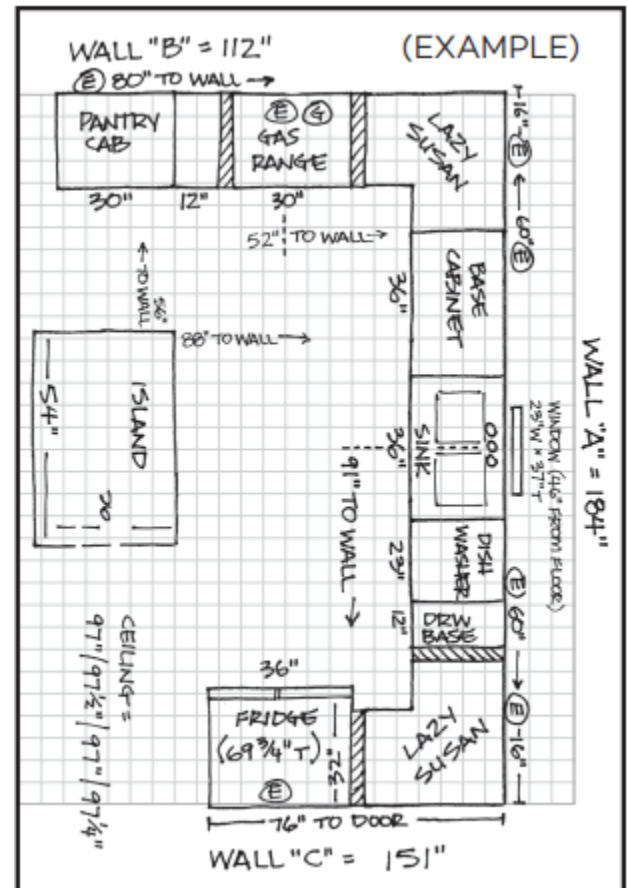 WALL "B" = 112"
(EXAMPLE)
Ⓔ 80" TO WALL →
PANTRY
CAB
Ⓔ Ⓖ
GAS
RANGE
LAZY
SUSAN
16"
Ⓔ
60"
Ⓔ
30"
12"
30"
52" TO WALL →
← TO WALL
56"
88" TO WALL →
36"
BASE
CABINET
WALL "A" = 184"
ISLAND
54"
36"
SINK
WINDOW (46" FROM FLOOR)
23"W × 37"T
91" TO WALL →
23"
DISH
WASHER
Ⓔ
60"
12"
DRW
BASE
CEILING =
97"/97½"/97"/97¼"
36"
FRIDGE
(69¾" T)
32"
Ⓔ
LAZY
SUSAN
Ⓔ
16"
76" TO DOOR
WALL "C" = 151"